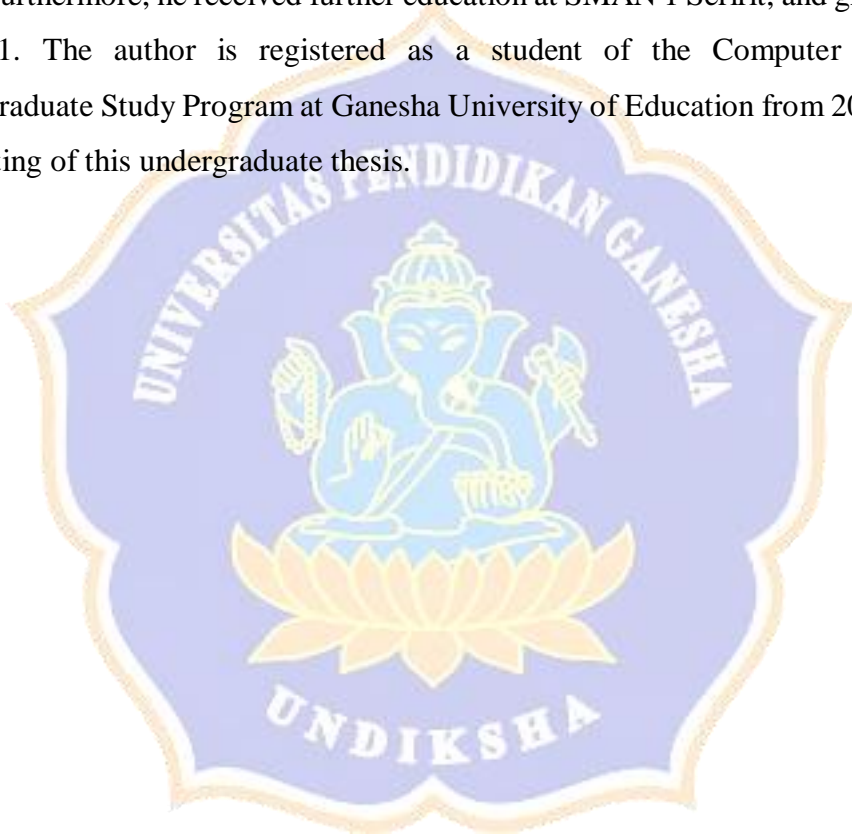 urthermore, he received further education at SMAN 1 Seririt, and g
1. The author is registered as a student of the Computer
raduate Study Program at Ganesha University of Education from 20
ting of this undergraduate thesis.
UNIVERSITAS PENDIDIKAN GANESHA
UNDIKSHA